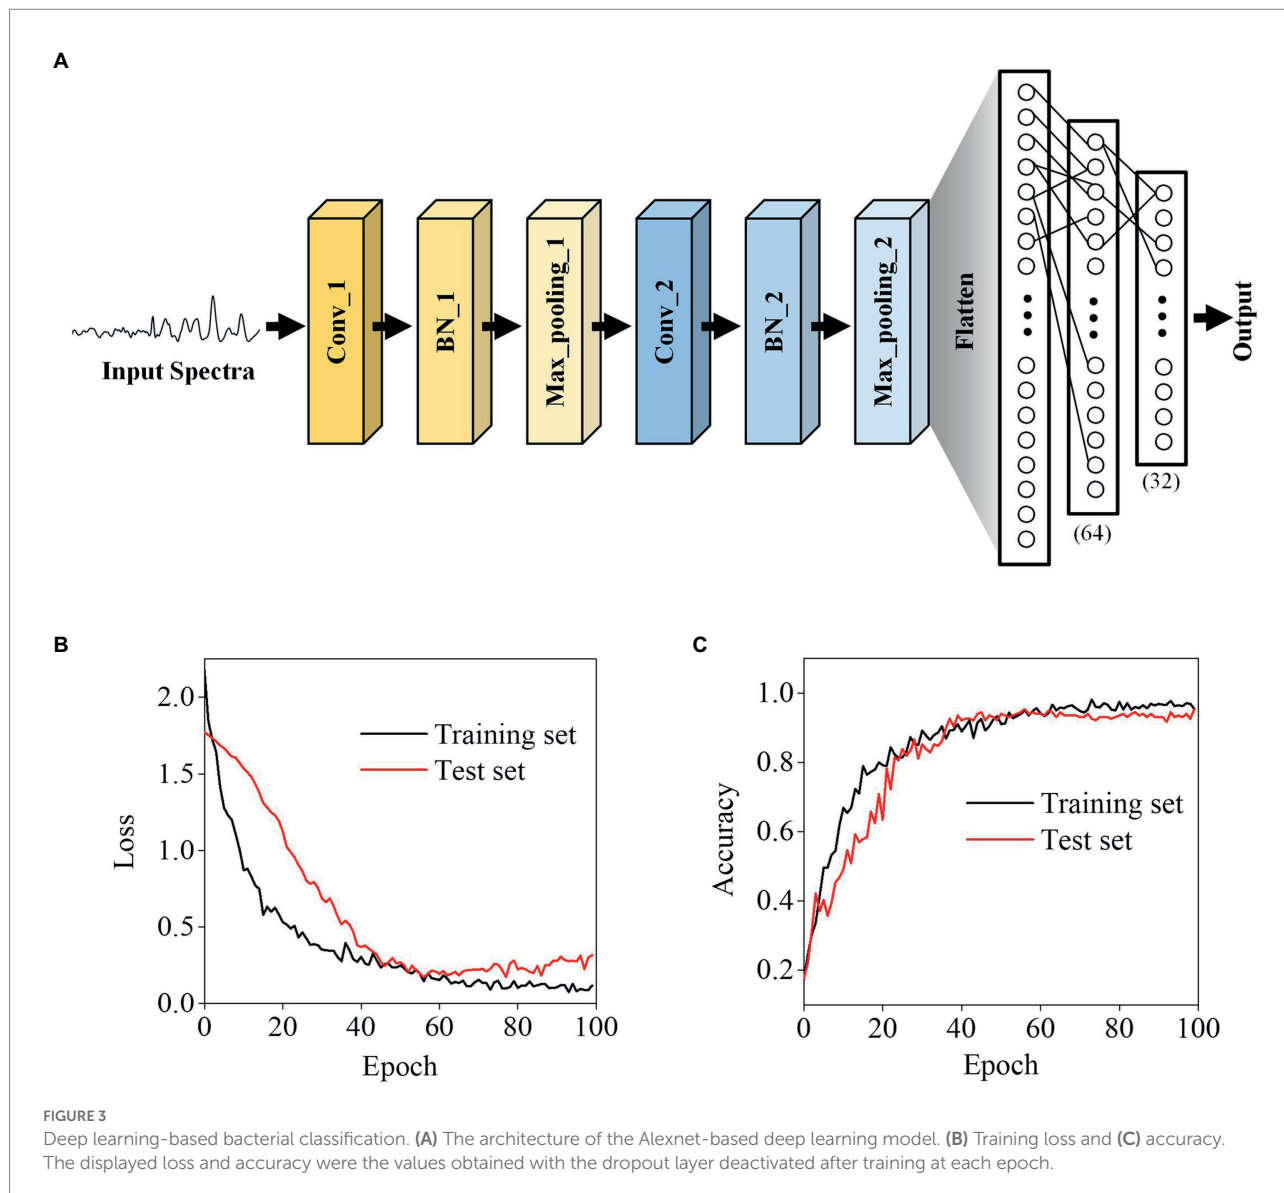 A
Input Spectra
Conv_1
BN_1
Max_pooling_1
Conv_2
BN_2
Max_pooling_2
Flatten
(64)
(32)
Output
B
2.0
1.5
1.0
0.5
0.0
Loss
Training set
Test set
0 20 40 60 80 100
Epoch
C
1.0
0.8
0.6
0.4
0.2
Accuracy
Training set
Test set
0 20 40 60 80 100
Epoch
FIGURE 3
Deep learning-based bacterial classification. (A) The architecture of the Alexnet-based deep learning model. (B) Training loss and (C) accuracy.
The displayed loss and accuracy were the values obtained with the dropout layer deactivated after training at each epoch.